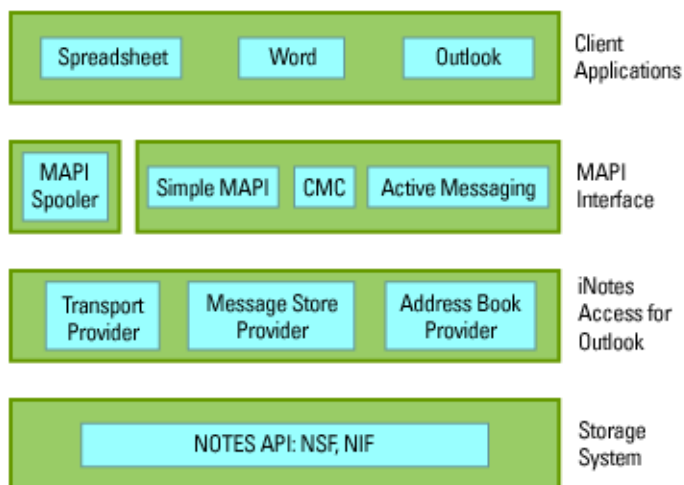 Spreadsheet
Word
Outlook
Client
Applications
MAPI
Spooler
Simple MAPI
CMC
Active Messaging
MAPI
Interface
Transport
Provider
Message Store
Provider
Address Book
Provider
iNotes
Access for
Outlook
NOTES API: NSF, NIF
Storage
System